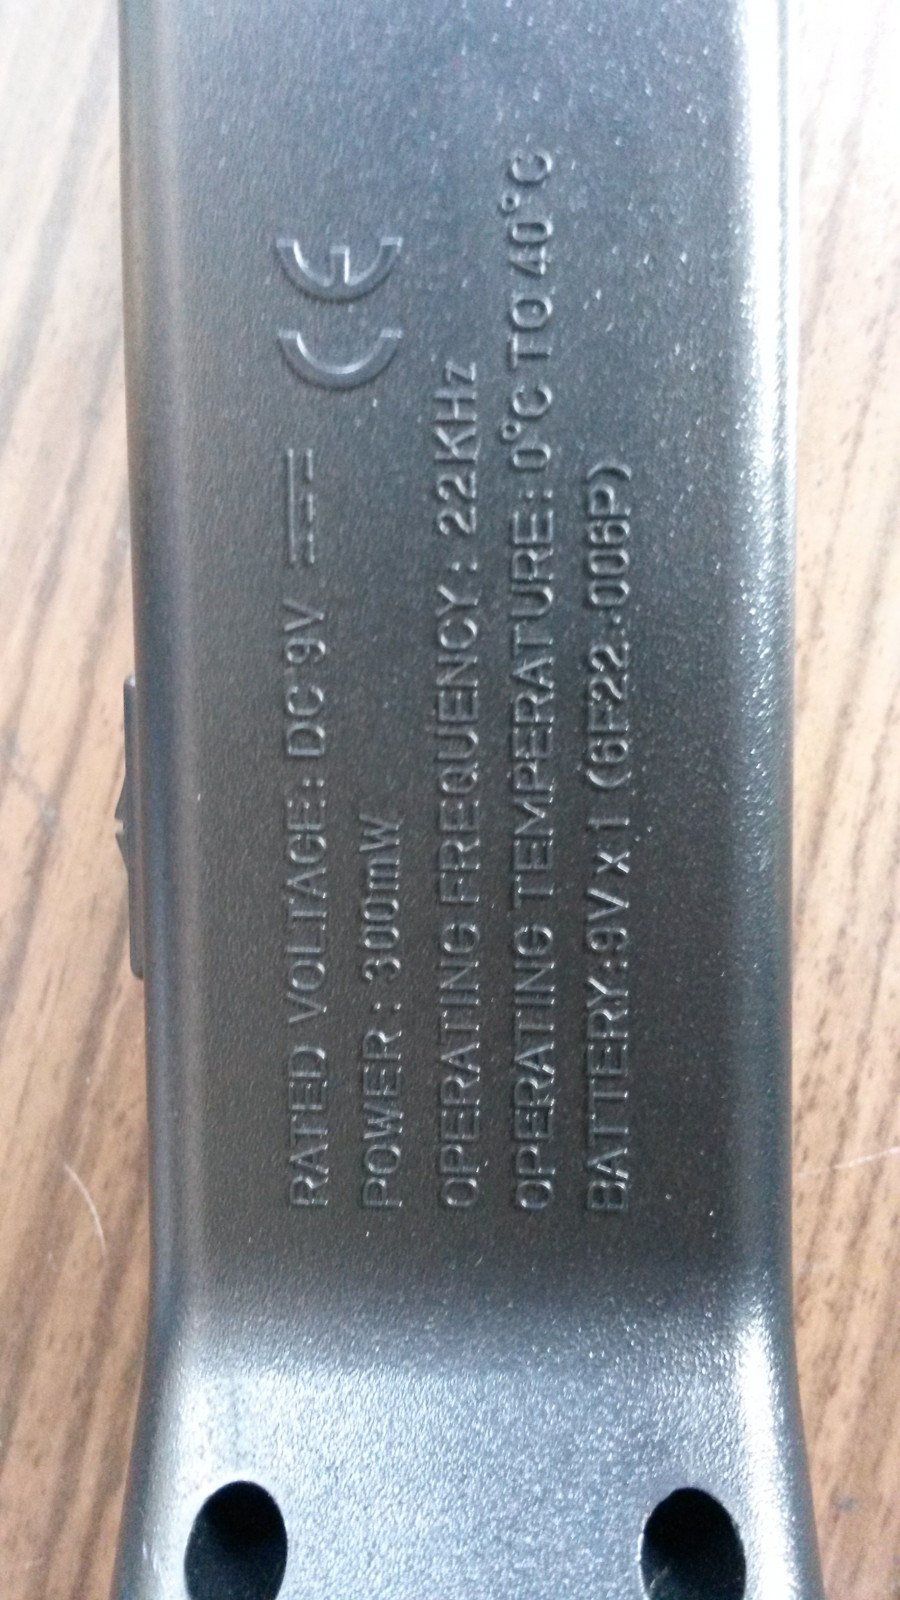 RATED VOLTAGE: DC 9V ⎓ CE
POWER: 300mW
OPERATING FREQUENCY: 22KHz
OPERATING TEMPERATURE: 0°C TO 40°C
BATTERY: 9V x 1 (6F22..006P)